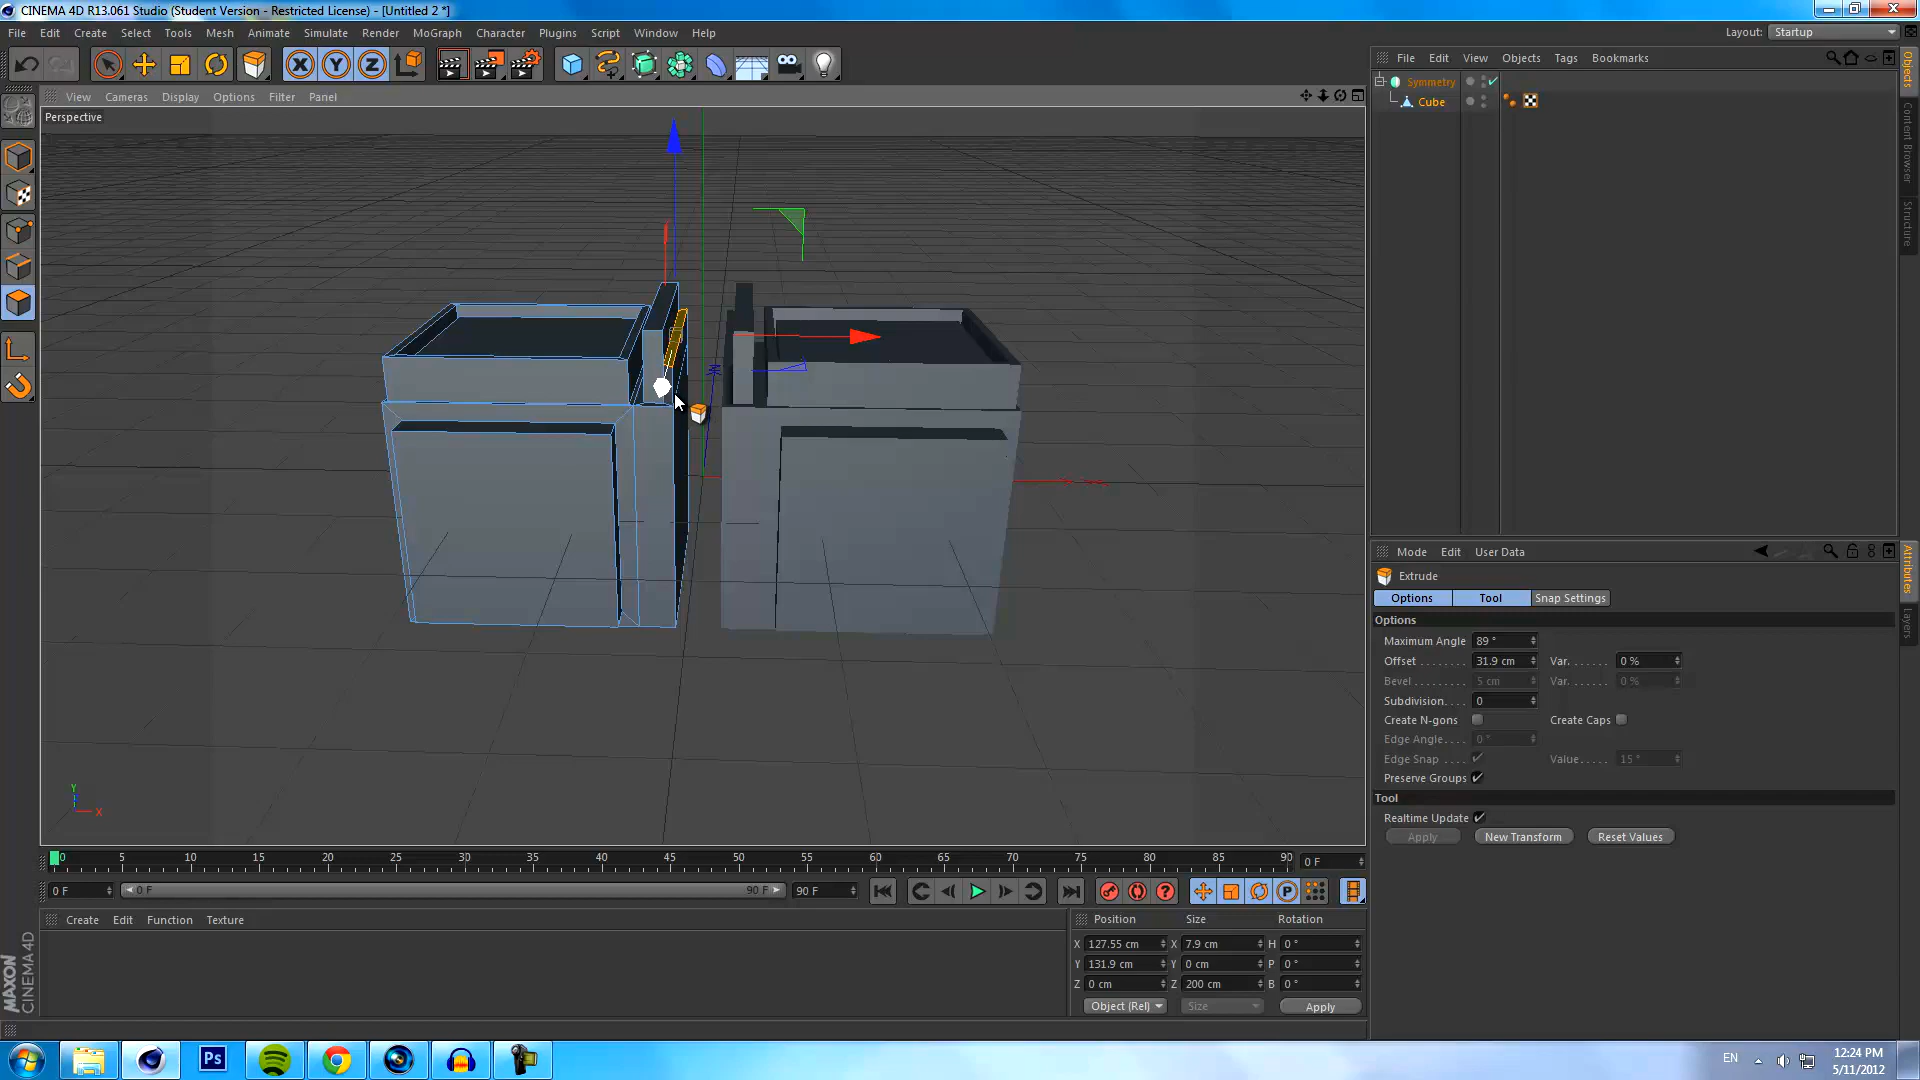 CINEMA 4D R13.061 Studio (Student Version - Restricted License) - [Untitled 2 *]
File Edit Create Select Tools Mesh Animate Simulate Render MoGraph Character Plugins Script Window Help
Layout: Startup
X Y Z
View Cameras Display Options Filter Panel
Perspective
File Edit View Objects Tags Bookmarks
Symmetry
Cube
Objects
Content Browser
Structure
Mode Edit User Data
Attributes
Layers
Extrude
Options Tool Snap Settings
Options
Maximum Angle 89 °
Offset 31.9 cm Var. 0 %
Bevel 5 cm Var. 0 %
Subdivision 0
Create N-gons Create Caps
Edge Angle 0 °
Edge Snap Value 15 °
Preserve Groups
Tool
Realtime Update
Apply New Transform Reset Values
Y
X
0 5 10 15 20 25 30 35 40 45 50 55 60 65 70 75 80 85 90 0 F
0 F 0 F 90 F 90 F
P
Create Edit Function Texture
Position Size Rotation
X 127.55 cm X 7.9 cm H 0 °
Y 131.9 cm Y 0 cm P 0 °
Z 0 cm Z 200 cm B 0 °
Object (Rel) Size Apply
MAXON CINEMA 4D
Ps
EN
12:24 PM
5/11/2012